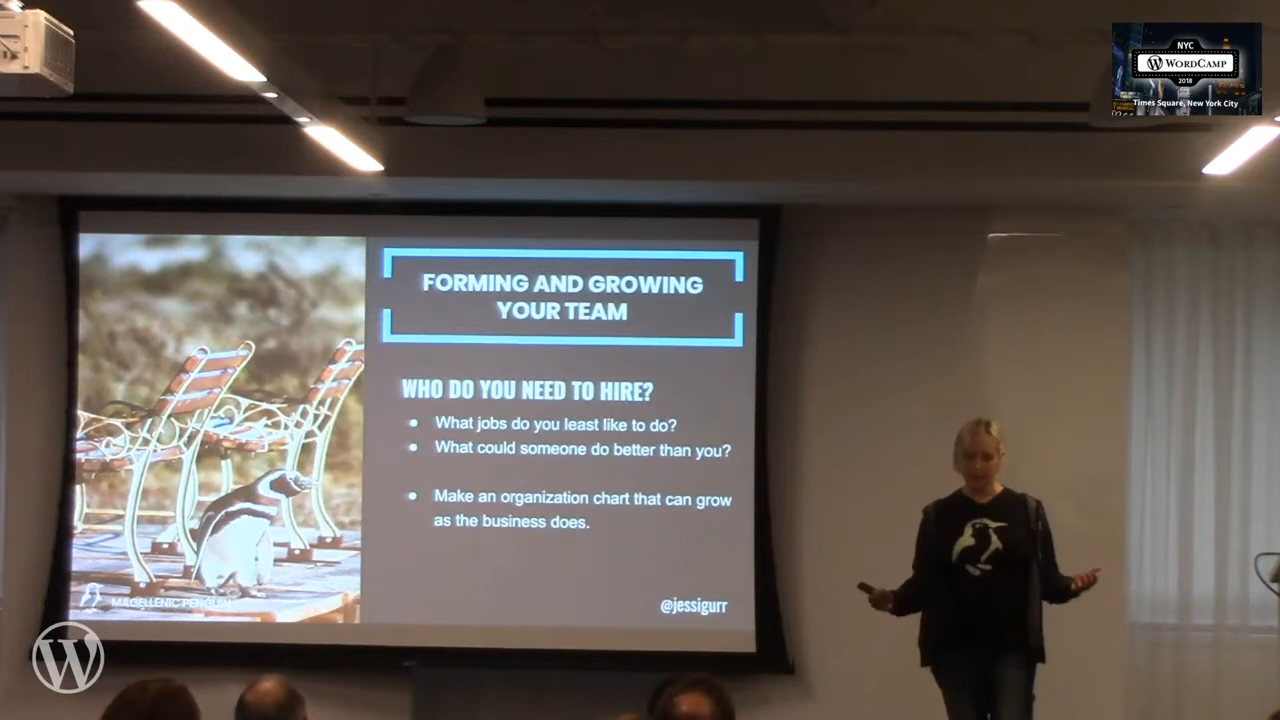 NYC
WORDCAMP
2018
Times Square, New York City
FORMING AND GROWING
YOUR TEAM
WHO DO YOU NEED TO HIRE?
• What jobs do you least like to do?
• What could someone do better than you?
• Make an organization chart that can grow
as the business does.
MAGELLENIC PENGUIN
@jessigurr